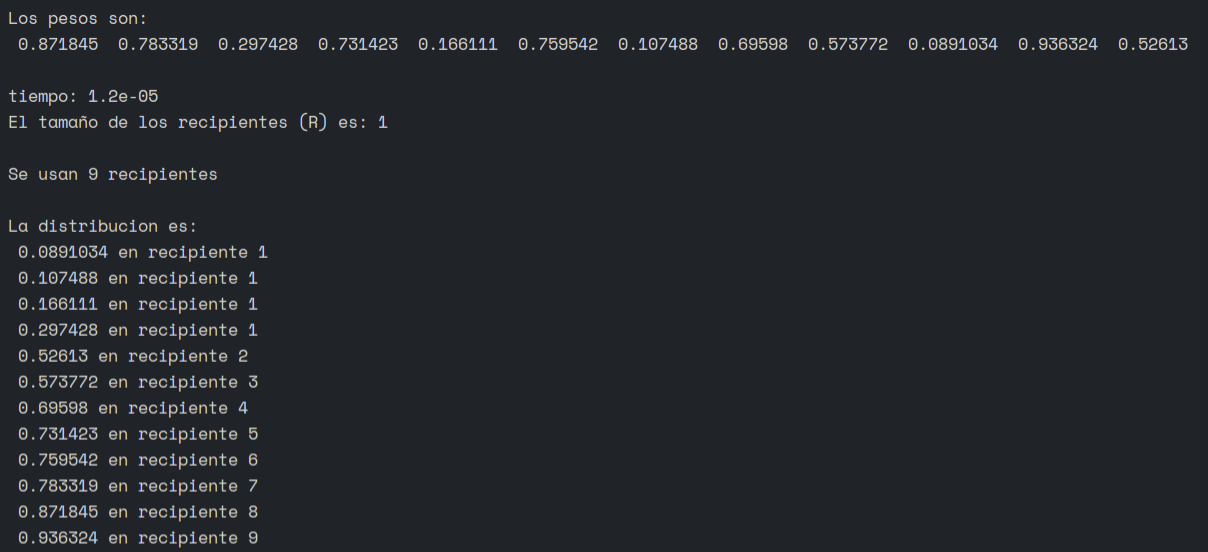 Los pesos son:
0.871845 0.783319 0.297428 0.731423 0.166111 0.759542 0.107488 0.69598 0.573772 0.0891034 0.936324 0.52613
tiempo: 1.2e-05
El tamaño de los recipientes (R) es: 1
Se usan 9 recipientes
La distribucion es:
0.0891034 en recipiente 1
0.107488 en recipiente 1
0.166111 en recipiente 1
0.297428 en recipiente 1
0.52613 en recipiente 2
0.573772 en recipiente 3
0.69598 en recipiente 4
0.731423 en recipiente 5
0.759542 en recipiente 6
0.783319 en recipiente 7
0.871845 en recipiente 8
0.936324 en recipiente 9